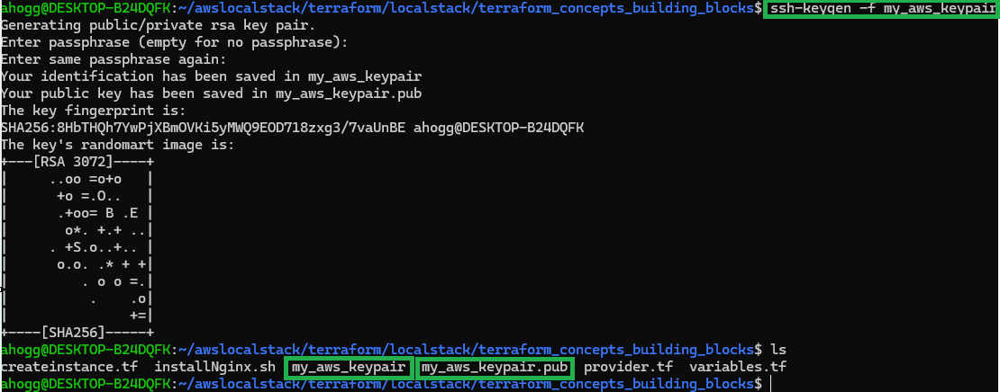 ahogg@DESKTOP-B24DQFK:~/awslocalstack/terraform/localstack/terraform_concepts_building_blocks$ ssh-keygen -f my_aws_keypair
Generating public/private rsa key pair.
Enter passphrase (empty for no passphrase):
Enter same passphrase again:
Your identification has been saved in my_aws_keypair
Your public key has been saved in my_aws_keypair.pub
The key fingerprint is:
SHA256:8HbTHQh7YwPjXBmOVKi5yMWQ9EOD718zxg3/7vaUnBE ahogg@DESKTOP-B24DQFK
The key's randomart image is:
+---[RSA 3072]----+
|     ..oo =o+o   |
|      +o =.O..   |
|      .+oo= B .E |
|       o*. +.+ ..|
|     . +S.o..+.. |
|      o.o. .* + +|
|         . o o =.|
|          .    .o|
|               +=|
+----[SHA256]-----+
ahogg@DESKTOP-B24DQFK:~/awslocalstack/terraform/localstack/terraform_concepts_building_blocks$ ls
createinstance.tf  installNginx.sh  my_aws_keypair  my_aws_keypair.pub  provider.tf  variables.tf
ahogg@DESKTOP-B24DQFK:~/awslocalstack/terraform/localstack/terraform_concepts_building_blocks$